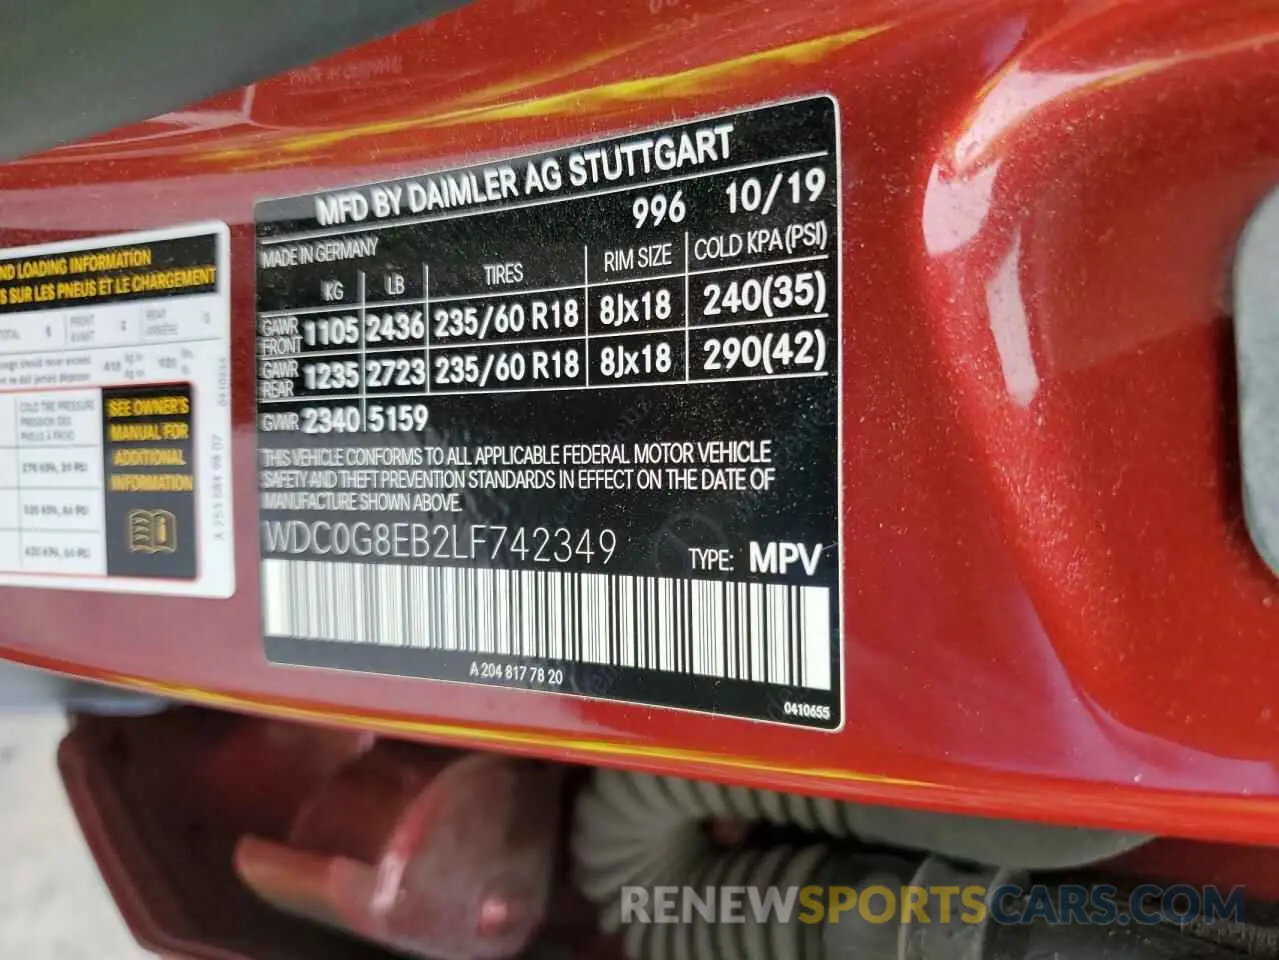 MFD BY DAIMLER AG STUTTGART
996 10/19
MADE IN GERMANY
KG LB TIRES RIM SIZE COLD KPA (PSI)
GAWR FRONT 1105 2436 235/60 R18 8Jx18 240(35)
GAWR REAR 1235 2723 235/60 R18 8Jx18 290(42)
GVWR 2340 5159
THIS VEHICLE CONFORMS TO ALL APPLICABLE FEDERAL MOTOR VEHICLE
SAFETY AND THEFT PREVENTION STANDARDS IN EFFECT ON THE DATE OF
MANUFACTURE SHOWN ABOVE.
WDC0G8EB2LF742349
TYPE: MPV
A 204 817 78 20
0410655
ND LOADING INFORMATION
S SUR LES PNEUS ET LE CHARGEMENT
COLD TIRE PRESSURE
SEE OWNER'S
MANUAL FOR
ADDITIONAL
INFORMATION
RENEWSPORTSCARS.COM